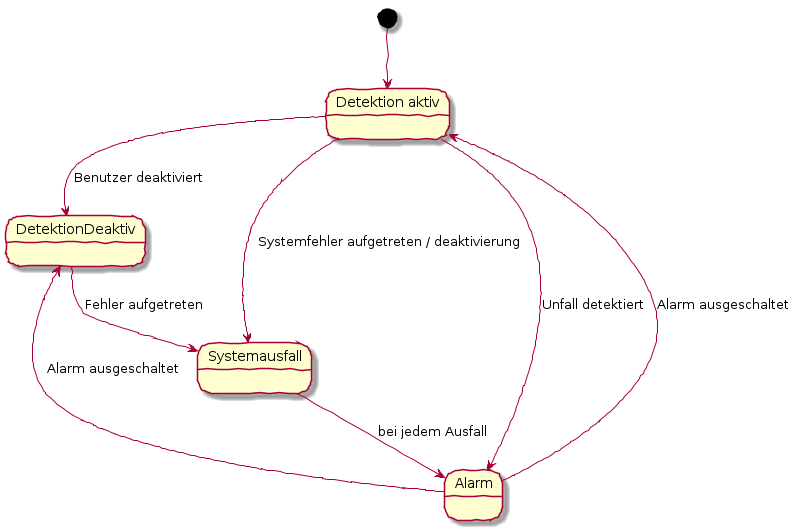 Detektion aktiv
Benutzer deaktiviert
DetektionDeaktiv
Systemfehler aufgetreten / deaktivierung
Fehler aufgetreten
Unfall detektiert
Alarm ausgeschaltet
Systemausfall
Alarm ausgeschaltet
bei jedem Ausfall
Alarm